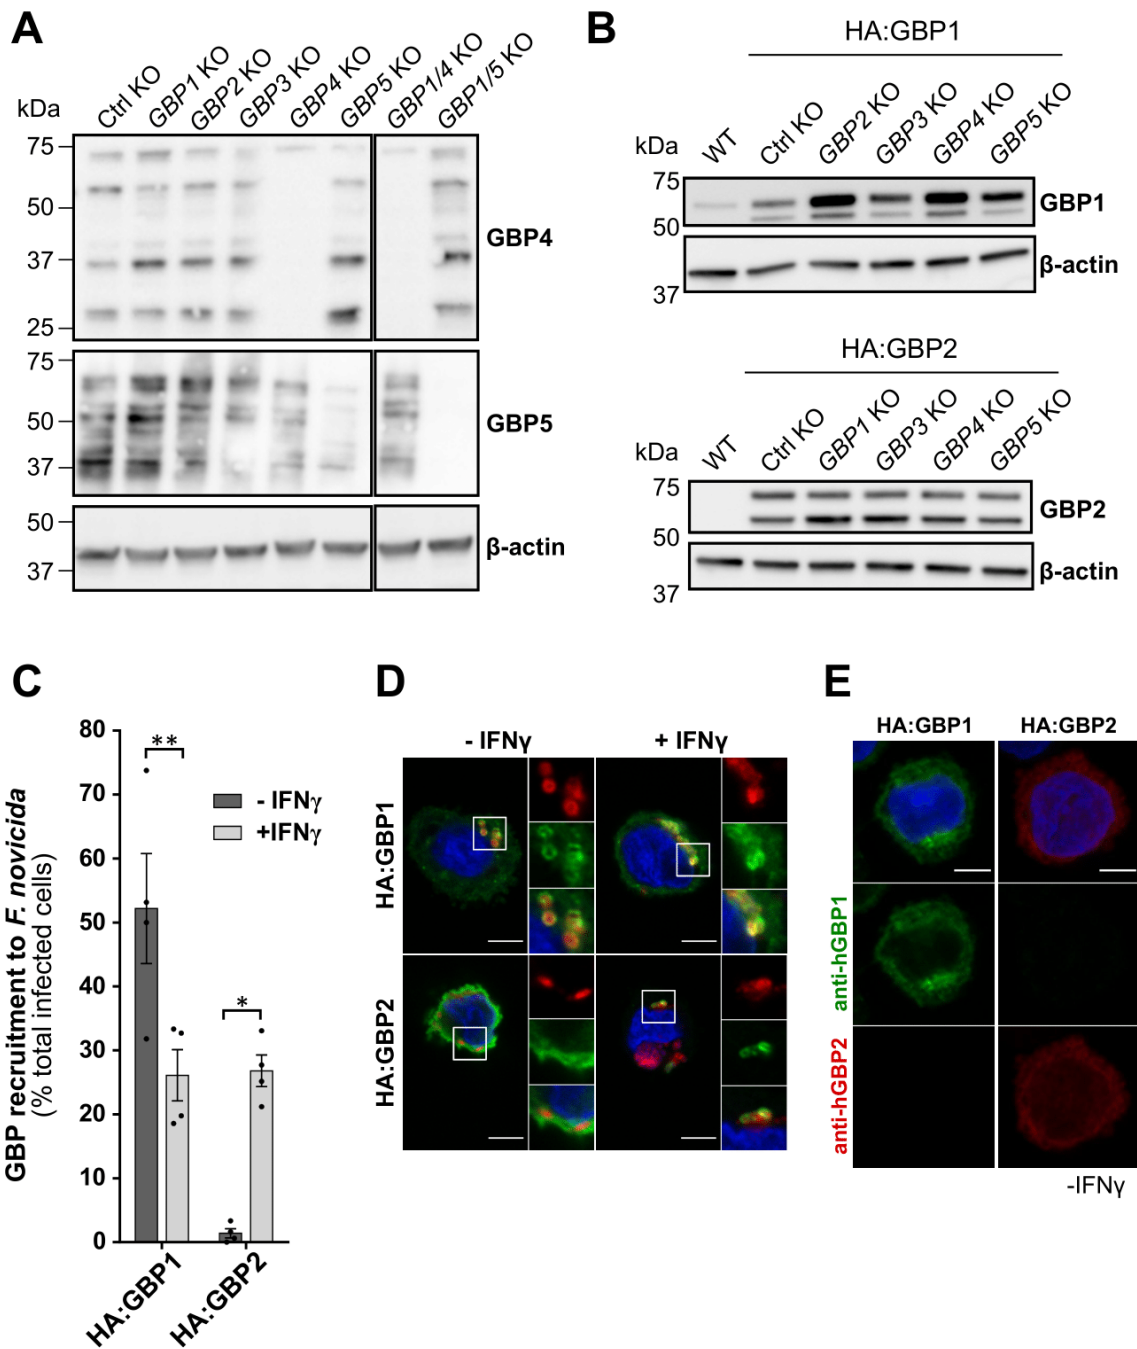 A
Ctrl KO
GBP1 KO
GBP2 KO
GBP3 KO
GBP4 KO
GBP5 KO
GBP1/4 KO
GBP1/5 KO
kDa
75
50
37
25
GBP4
75
50
37
GBP5
50
37
β-actin
B
HA:GBP1
kDa
WT
Ctrl KO
GBP2 KO
GBP3 KO
GBP4 KO
GBP5 KO
75
50
GBP1
β-actin
37
HA:GBP2
kDa
WT
Ctrl KO
GBP1 KO
GBP3 KO
GBP4 KO
GBP5 KO
75
50
GBP2
β-actin
37
C
GBP recruitment to F. novicida
(% total infected cells)
80
70
60
50
40
30
20
10
0
**
*
- IFNγ
+IFNγ
HA:GBP1
HA:GBP2
D
- IFNγ
+ IFNγ
HA:GBP1
HA:GBP2
E
HA:GBP1
HA:GBP2
anti-hGBP1
anti-hGBP2
-IFNγ